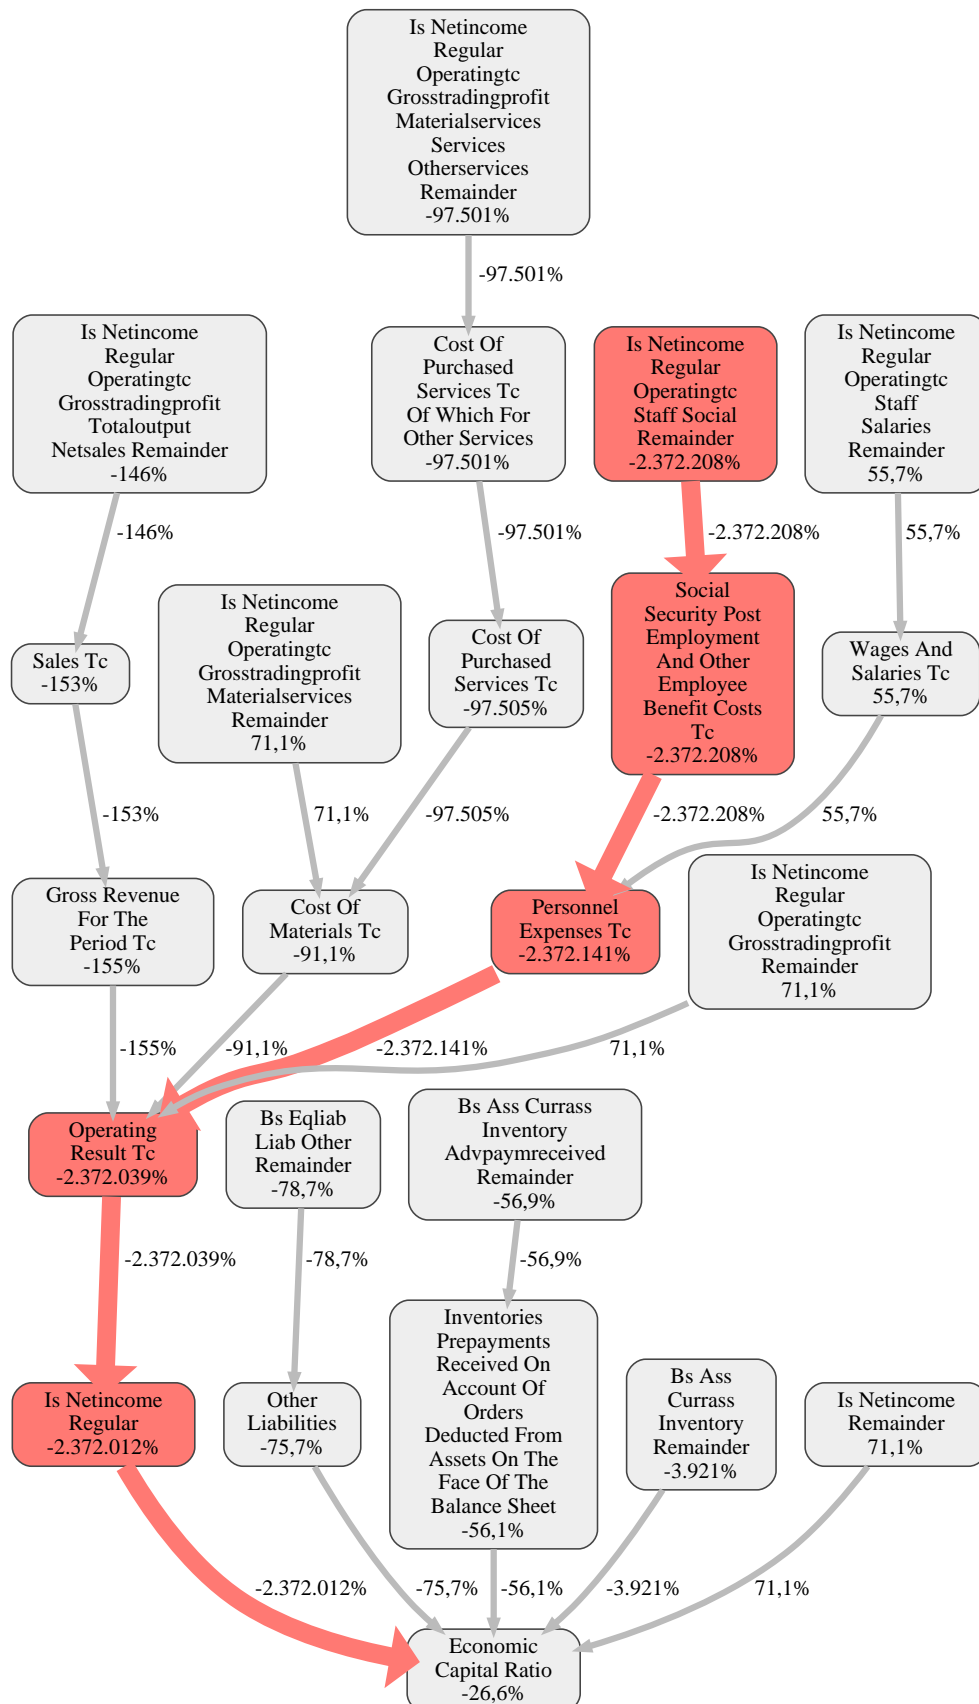 Is Netincome
Regular
Operatingtc
Grosstradingprofit
Materialservices
Services
Otherservices
Remainder
-97.501%
-97.501%
Is Netincome
Regular
Operatingtc
Grosstradingprofit
Totaloutput
Netsales Remainder
-146%
Cost Of
Purchased
Services Tc
Of Which For
Other Services
-97.501%
Is Netincome
Regular
Operatingtc
Staff Social
Remainder
-2.372.208%
Is Netincome
Regular
Operatingtc
Staff
Salaries
Remainder
55,7%
-146%
-97.501%
-2.372.208%
55,7%
Sales Tc
-153%
Is Netincome
Regular
Operatingtc
Grosstradingprofit
Materialservices
Remainder
71,1%
Cost Of
Purchased
Services Tc
-97.505%
Social
Security Post
Employment
And Other
Employee
Benefit Costs
Tc
-2.372.208%
Wages And
Salaries Tc
55,7%
-153%
71,1%
-97.505%
-2.372.208%
55,7%
Gross Revenue
For The
Period Tc
-155%
Cost Of
Materials Tc
-91,1%
Personnel
Expenses Tc
-2.372.141%
Is Netincome
Regular
Operatingtc
Grosstradingprofit
Remainder
71,1%
-155%
-91,1%
-2.372.141%
71,1%
Operating
Result Tc
-2.372.039%
Bs Eqliab
Liab Other
Remainder
-78,7%
Bs Ass Currass
Inventory
Advpaymreceived
Remainder
-56,9%
-2.372.039%
-78,7%
-56,9%
Is Netincome
Regular
-2.372.012%
Other
Liabilities
-75,7%
Inventories
Prepayments
Received On
Account Of
Orders
Deducted From
Assets On The
Face Of The
Balance Sheet
-56,1%
Bs Ass
Currass
Inventory
Remainder
-3.921%
Is Netincome
Remainder
71,1%
-2.372.012%
-75,7%
-56,1%
-3.921%
71,1%
Economic
Capital Ratio
-26,6%